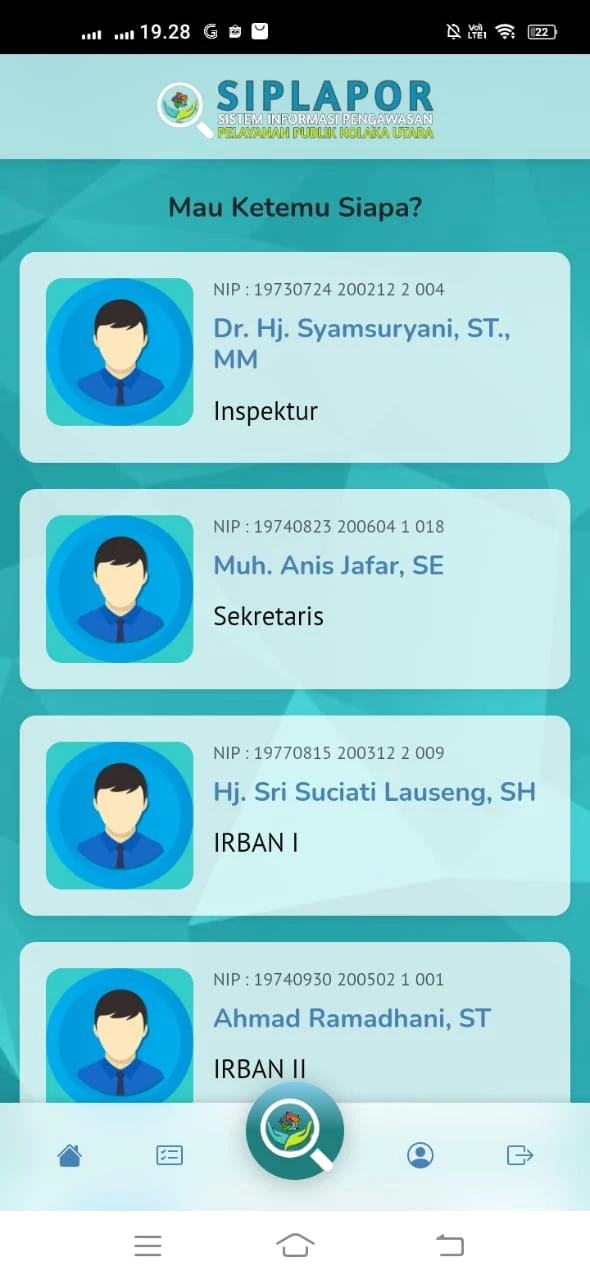 19.28
VoI)
LTE1
22
SIPLAPOR
SISTEM INFORMASI PENGAWASAN
PELAYANAN PUBLIK KOLAKA UTARA
Mau Ketemu Siapa?
NIP : 19730724 200212 2 004
Dr. Hj. Syamsuryani, ST.,
MM
Inspektur
NIP : 19740823 200604 1 018
Muh. Anis Jafar, SE
Sekretaris
NIP : 19770815 200312 2 009
Hj. Sri Suciati Lauseng, SH
IRBAN I
NIP : 19740930 200502 1 001
Ahmad Ramadhani, ST
IRBAN II